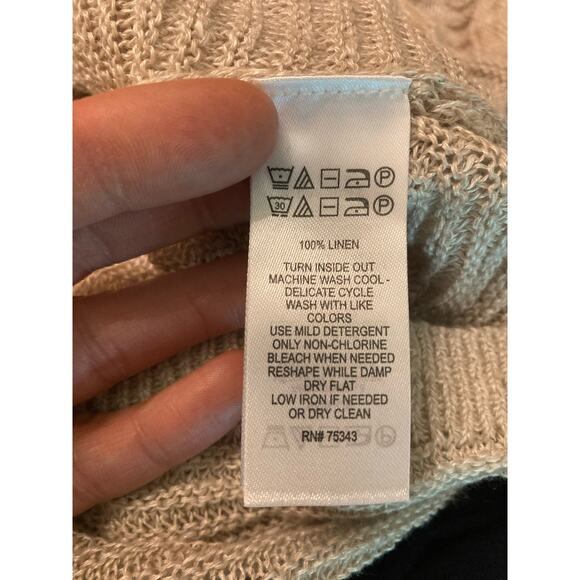 30
100% LINEN
TURN INSIDE OUT
MACHINE WASH COOL -
DELICATE CYCLE
WASH WITH LIKE
COLORS
USE MILD DETERGENT
ONLY NON-CHLORINE
BLEACH WHEN NEEDED
RESHAPE WHILE DAMP
DRY FLAT
LOW IRON IF NEEDED
OR DRY CLEAN
RN# 75343